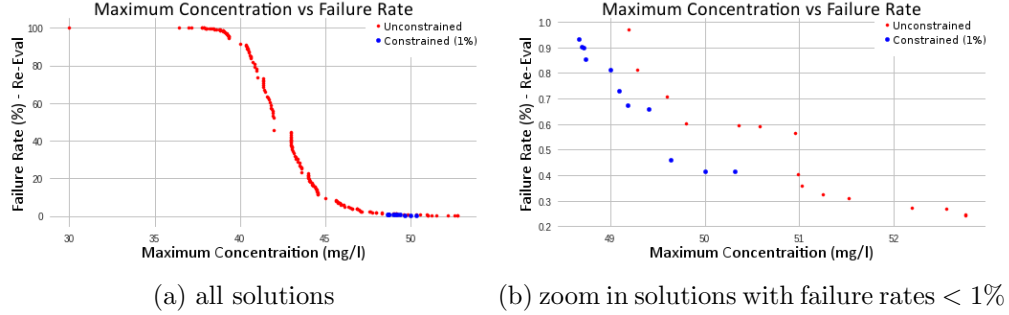 Maximum Concentration vs Failure Rate
Unconstrained
Constrained (1%)
Failure Rate (%) - Re-Eval
100
80
60
40
20
0
30
35
40
45
50
Maximum Concentraition (mg/l)
(a) all solutions
Maximum Concentration vs Failure Rate
Unconstrained
Constrained (1%)
Failure Rate (%) - Re-Eval
1.0
0.9
0.8
0.7
0.6
0.5
0.4
0.3
0.2
49
50
51
52
Maximum Concentraition (mg/l)
(b) zoom in solutions with failure rates < 1%